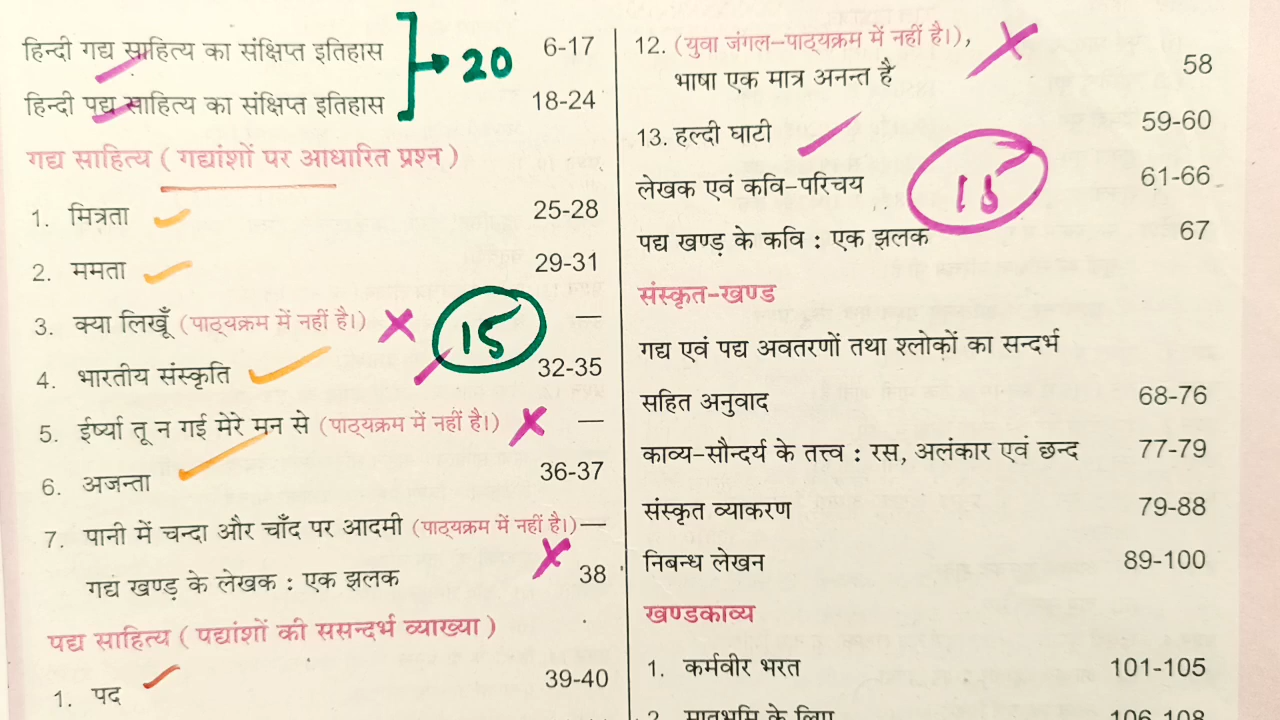 हिन्दी गद्य साहित्य का संक्षिप्त इतिहास 6-17
हिन्दी पद्य साहित्य का संक्षिप्त इतिहास 18-24
20
गद्य साहित्य ( गद्यांशों पर आधारित प्रश्न )
1. मित्रता 25-28
2. ममता 29-31
3. क्या लिखूँ (पाठ्यक्रम में नहीं है।) —
15
4. भारतीय संस्कृति 32-35
5. ईर्ष्या तू न गई मेरे मन से (पाठ्यक्रम में नहीं है।) —
6. अजन्ता 36-37
7. पानी में चन्दा और चाँद पर आदमी (पाठ्यक्रम में नहीं है।) —
गद्य खण्ड के लेखक : एक झलक 38
पद्य साहित्य ( पद्यांशों की ससन्दर्भ व्याख्या )
1. पद 39-40
12. (युवा जंगल-पाठ्यक्रम में नहीं है।),
भाषा एक मात्र अनन्त है 58
13. हल्दी घाटी 59-60
लेखक एवं कवि-परिचय 61-66
15
पद्य खण्ड के कवि : एक झलक 67
संस्कृत-खण्ड
गद्य एवं पद्य अवतरणों तथा श्लोकों का सन्दर्भ
सहित अनुवाद 68-76
काव्य-सौन्दर्य के तत्त्व : रस, अलंकार एवं छन्द 77-79
संस्कृत व्याकरण 79-88
निबन्ध लेखन 89-100
खण्डकाव्य
1. कर्मवीर भरत 101-105
2. मातृभूमि के लिए 106-108